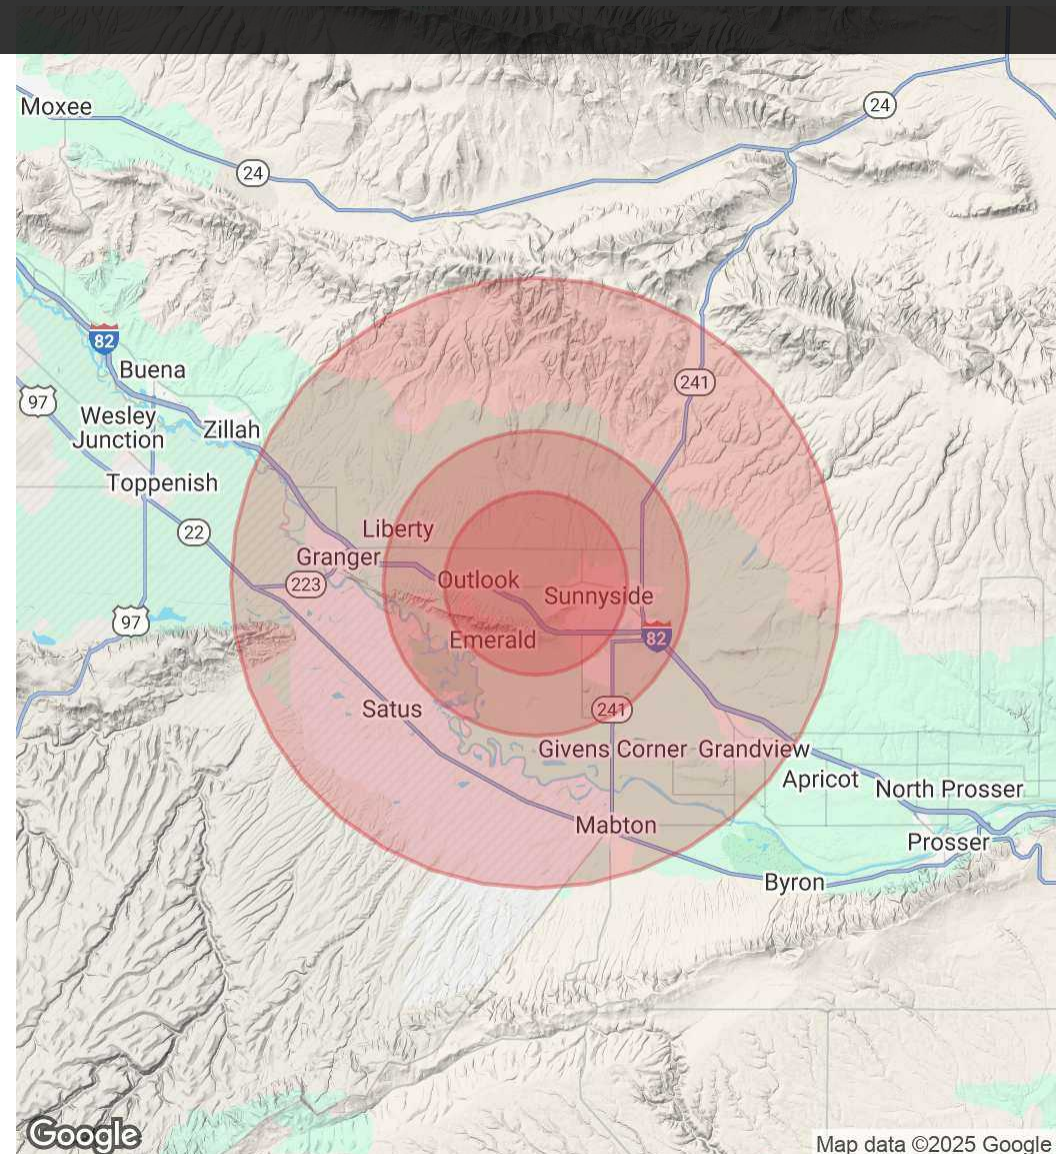 24
Moxee
24
82
Buena
241
97
Wesley
Junction
Zillah
Toppenish
22
Liberty
Granger
223
Outlook
Sunnyside
97
Emerald
82
Satus
241
Givens Corner
Grandview
Apricot
North Prosser
Mabton
Prosser
Byron
Google
Map data ©2025 Google